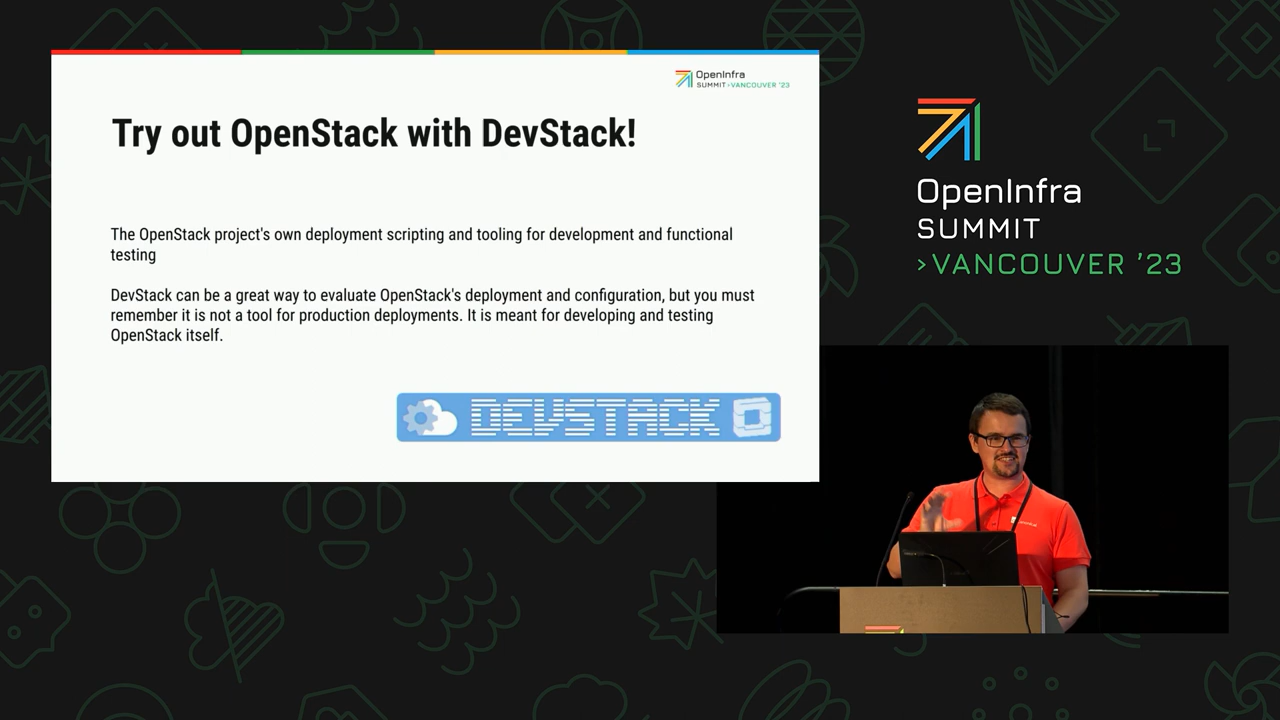 OpenInfra
SUMMIT › VANCOUVER '23
Try out OpenStack with DevStack!
The OpenStack project's own deployment scripting and tooling for development and functional
testing
DevStack can be a great way to evaluate OpenStack's deployment and configuration, but you must
remember it is not a tool for production deployments. It is meant for developing and testing
OpenStack itself.
DEVSTACK
OpenInfra
SUMMIT
›VANCOUVER ’23